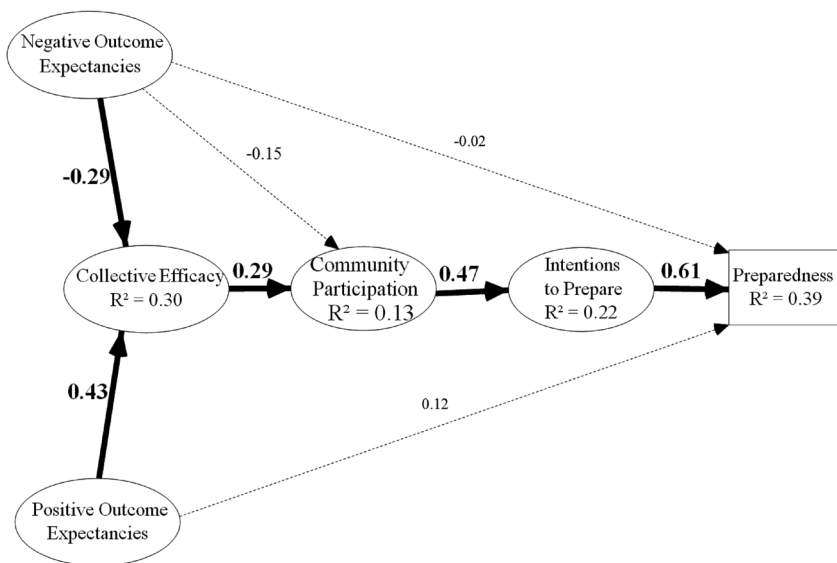 Negative Outcome
Expectancies
-0.02
-0.15
-0.29
Collective Efficacy
R² = 0.30
0.29
Community
Participation
R² = 0.13
0.47
Intentions
to Prepare
R² = 0.22
0.61
Preparedness
R² = 0.39
0.43
0.12
Positive Outcome
Expectancies